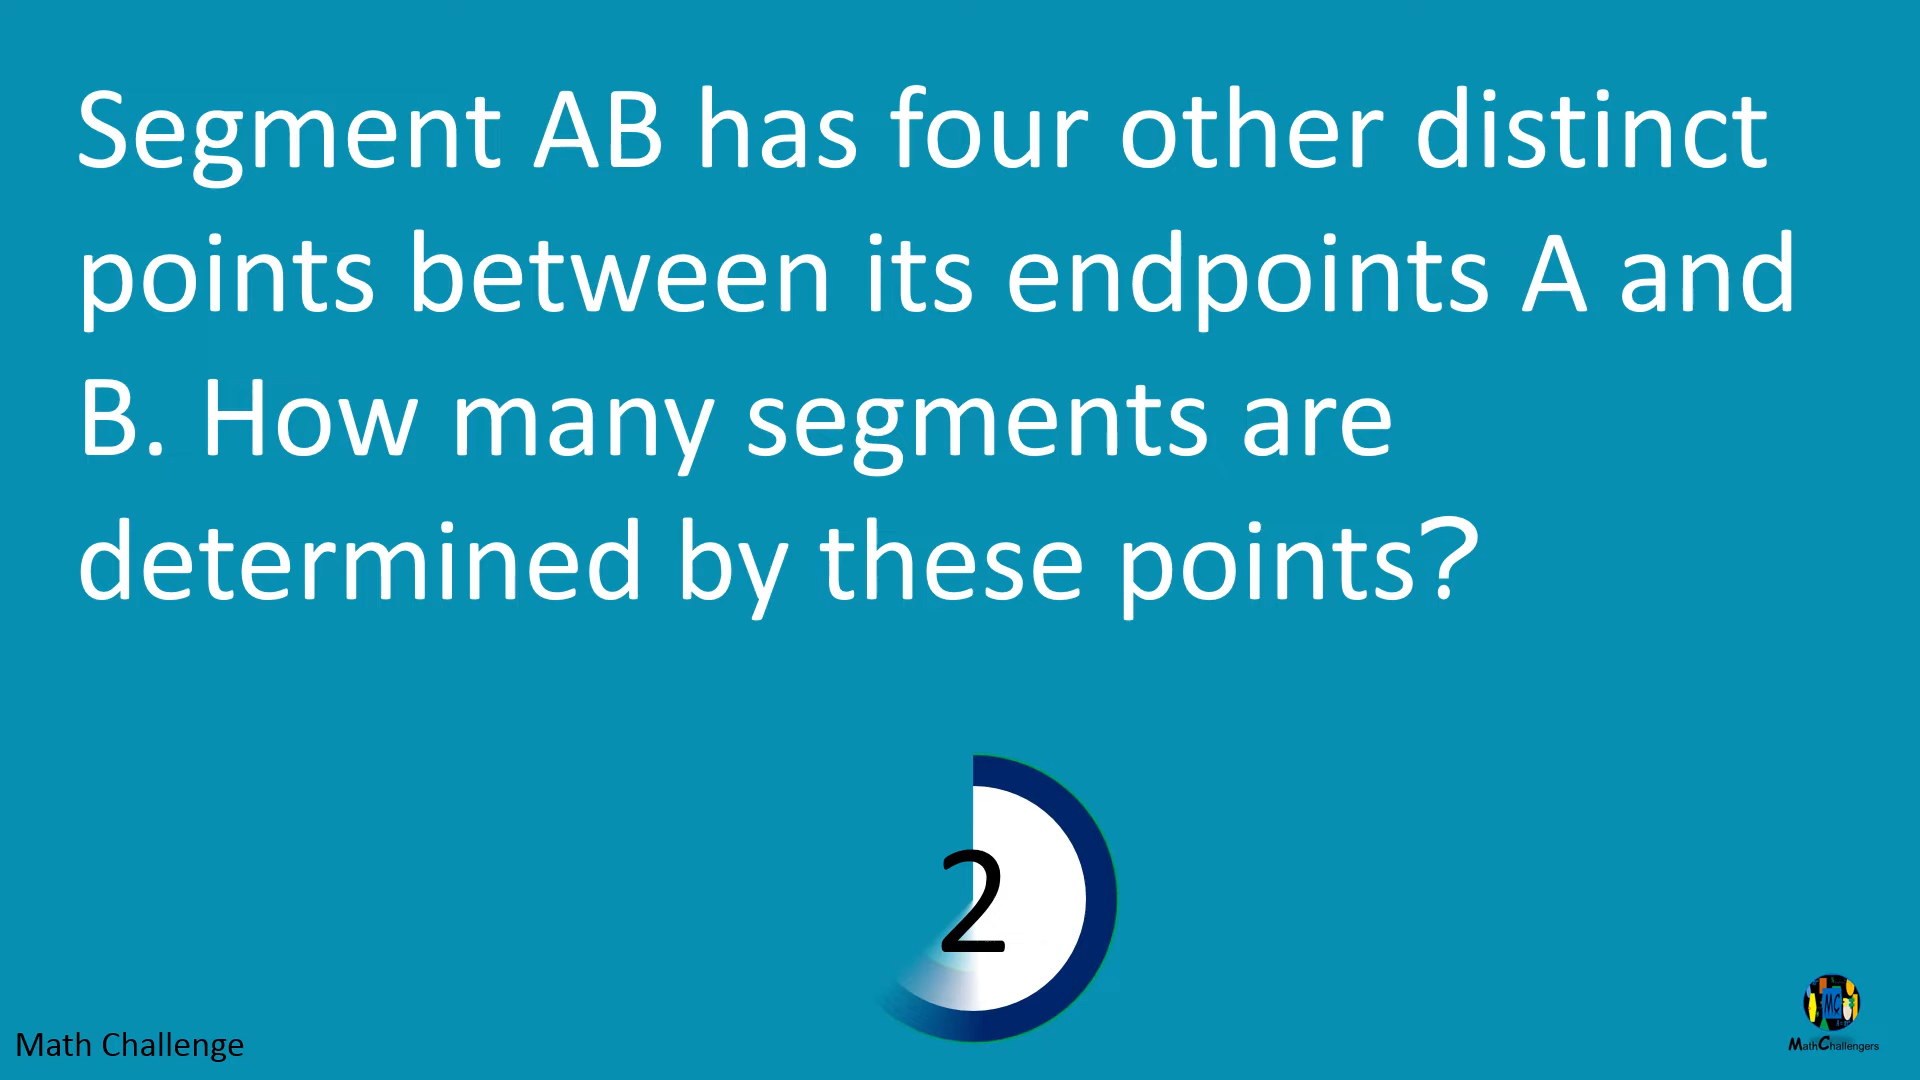 Segment AB has four other distinct
points between its endpoints A and
B. How many segments are
determined by these points?
2
MC
Math Challenge
MathChallengers